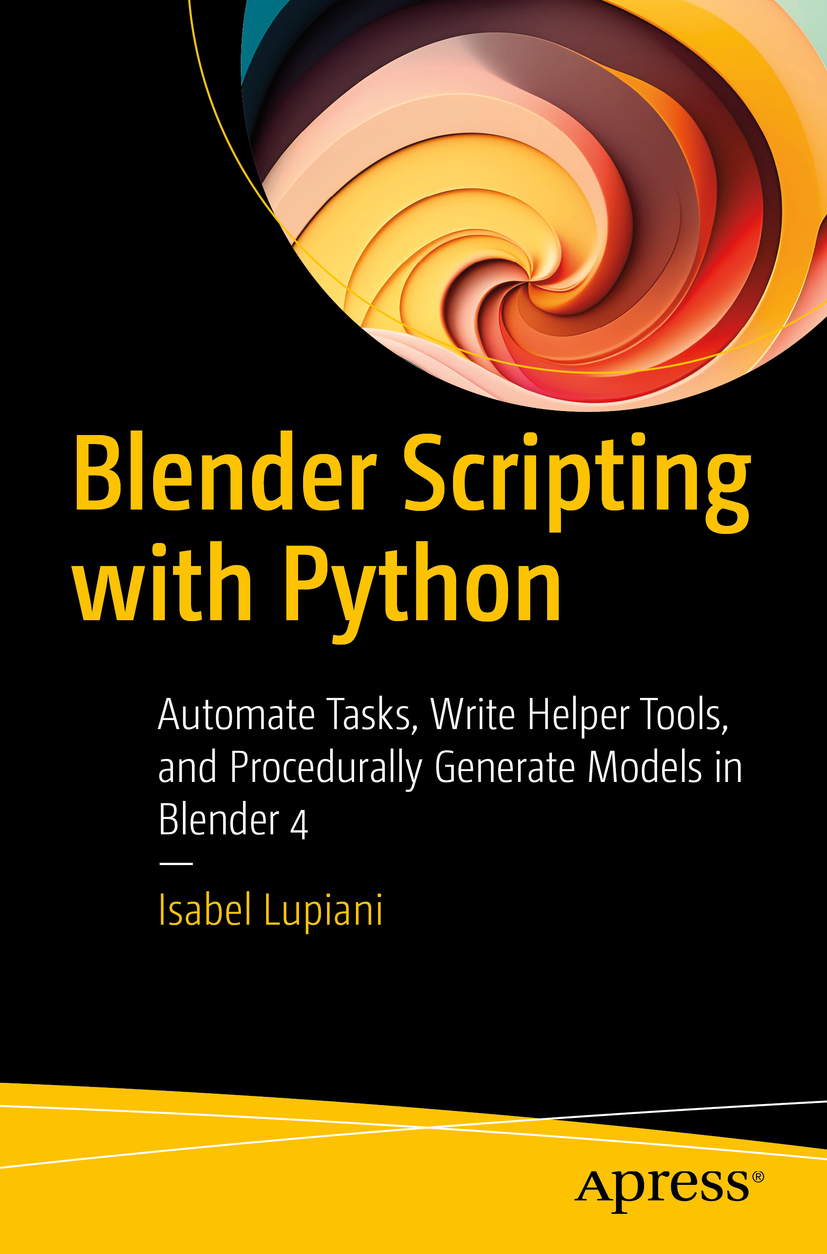 Blender Scripting
with Python
Automate Tasks, Write Helper Tools,
and Procedurally Generate Models in
Blender 4
—
Isabel Lupiani
Apress®